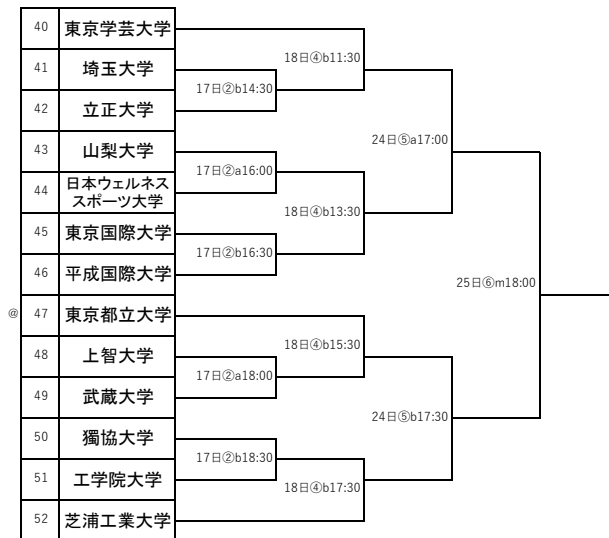 40 東京学芸大学
18日④b11:30
41 埼玉大学
17日②b14:30
42 立正大学
24日⑤a17:00
43 山梨大学
17日②a16:00
44 日本ウェルネス
スポーツ大学
18日④b13:30
45 東京国際大学
17日②b16:30
46 平成国際大学
25日⑥m18:00
@ 47 東京都立大学
18日④b15:30
48 上智大学
17日②a18:00
49 武蔵大学
24日⑤b17:30
50 獨協大学
17日②b18:30
51 工学院大学
18日④b17:30
52 芝浦工業大学